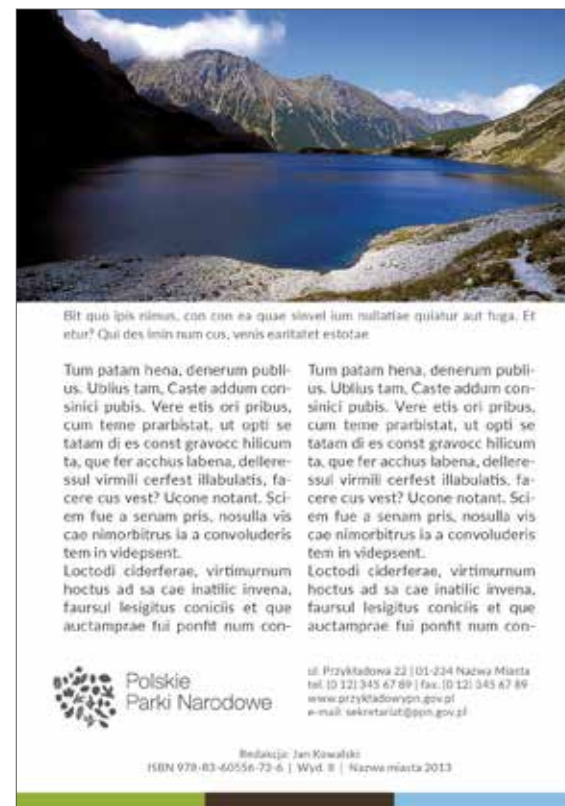 Bit quo ipis nimus, con con ea quae sinvel ium nullatiae quiatur aut fuga. Et
etur? Qui des imin num cus, venis earitatet estotae
Tum patam hena, denerum publi-
us. Ublius tam, Caste addum con-
sinici pubis. Vere etis ori pribus,
cum teme prarbistat, ut opti se
tatam di es const gravocc hilicum
ta, que fer acchus labena, dellere-
ssul virmili cerfest illabulatis, fa-
cere cus vest? Ucone notant. Sci-
em fue a senam pris, nosulla vis
cae nimorbitrus ia a convoluderis
tem in videpsent.
Loctodi ciderferae, virtimurnum
hoctus ad sa cae inatilic invena,
faursul lesigitus coniciis et que
auctamprae fui ponfit num con-
Tum patam hena, denerum publi-
us. Ublius tam, Caste addum con-
sinici pubis. Vere etis ori pribus,
cum teme prarbistat, ut opti se
tatam di es const gravocc hilicum
ta, que fer acchus labena, dellere-
ssul virmili cerfest illabulatis, fa-
cere cus vest? Ucone notant. Sci-
em fue a senam pris, nosulla vis
cae nimorbitrus ia a convoluderis
tem in videpsent.
Loctodi ciderferae, virtimurnum
hoctus ad sa cae inatilic invena,
faursul lesigitus coniciis et que
auctamprae fui ponfit num con-
Polskie
Parki Narodowe
ul. Przykładowa 22 | 01-234 Nazwa Miasta
tel. (0 12) 345 67 89 | fax. (0 12) 345 67 89
www.przykładowypn.gov.pl
e-mail: sekretariat@ppn.gov.pl
Redakcja: Jan Kowalski
ISBN 978-83-60556-72-6 | Wyd. II | Nazwa miasta 2013